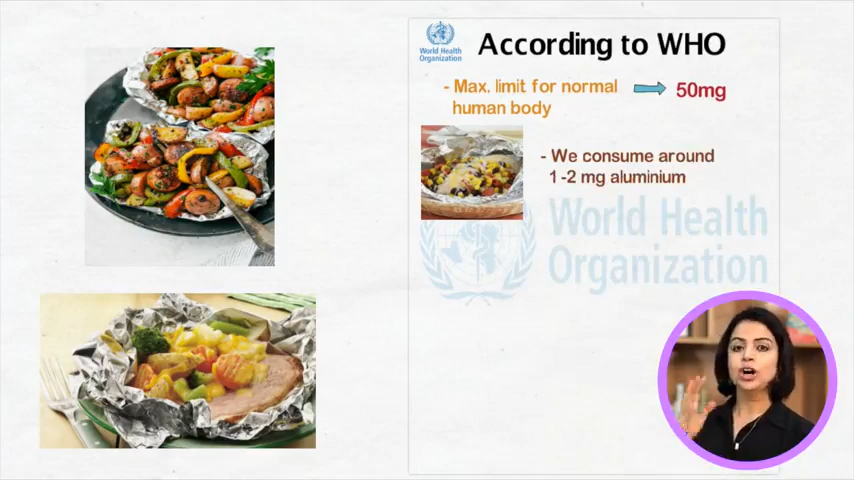 World Health
Organization
According to WHO
- Max. limit for normal
human body
50mg
- We consume around
1-2 mg aluminium
World Health
Organization